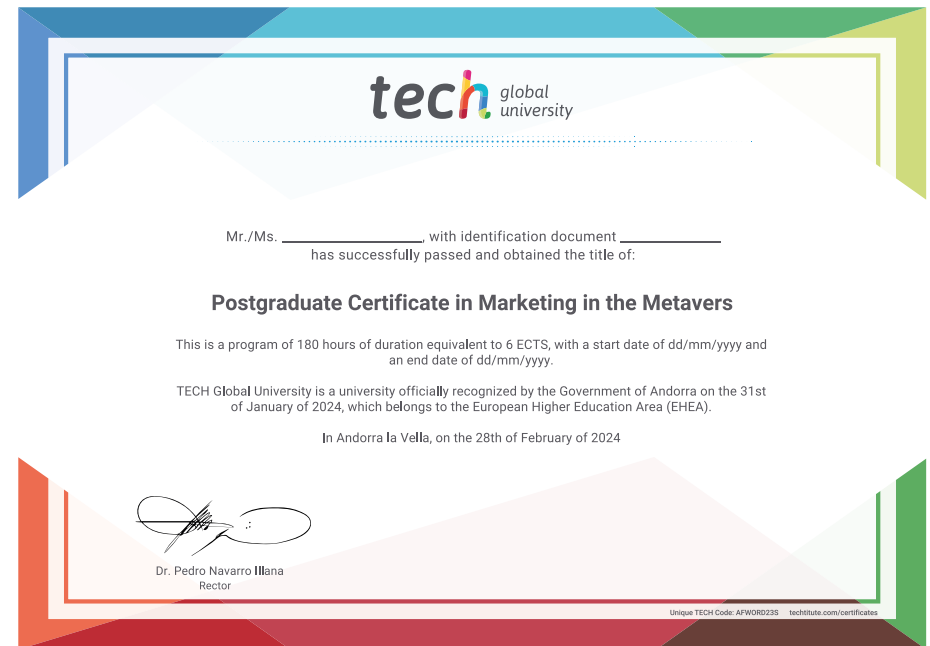 tech global
university
Mr./Ms. ____________, with identification document ____________
has successfully passed and obtained the title of:
Postgraduate Certificate in Marketing in the Metavers
This is a program of 180 hours of duration equivalent to 6 ECTS, with a start date of dd/mm/yyyy and
an end date of dd/mm/yyyy.
TECH Global University is a university officially recognized by the Government of Andorra on the 31st
of January of 2024, which belongs to the European Higher Education Area (EHEA).
In Andorra la Vella, on the 28th of February of 2024
Dr. Pedro Navarro Illana
Rector
Unique TECH Code: AFWORD23S techtitute.com/certificates